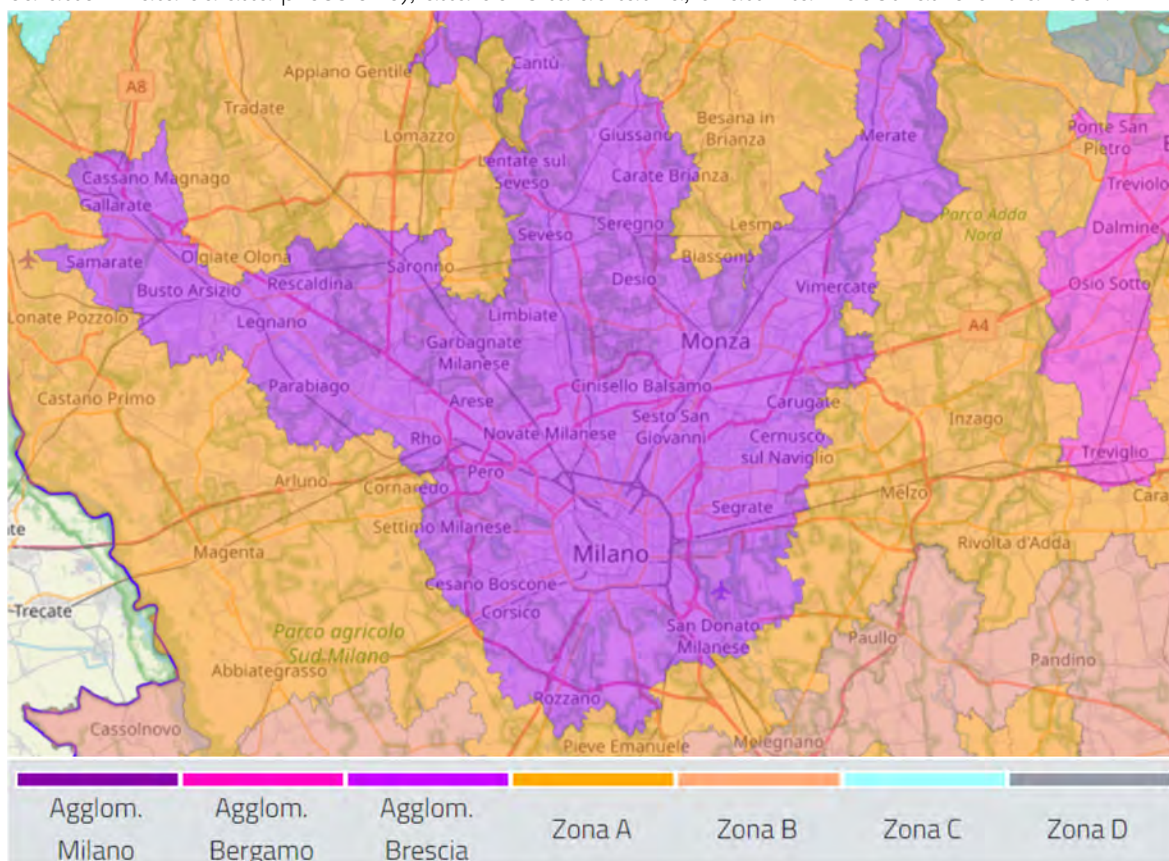 Cantù
Appiano Gentile
A8
Tradate
Lomazzo
Giussano
Besana in
Brianza
Merate
Ponte San
Pietro
Lentate sul
Seveso
Carate Brianza
Cassano Magnago
Gallarate
Treviolo
Seregno
Lesmo
Parco Adda
Nord
Dalmine
Seveso
Olgiate Olona
Biassono
Samarate
Saronno
Rescaldina
Desio
Busto Arsizio
Vimercate
Osio Sotto
Lonate Pozzolo
Limbiate
Legnano
A4
Garbagnate
Milanese
Monza
Parabiago
Cinisello Balsamo
Castano Primo
Arese
Carugate
Sesto San
Giovanni
Inzago
Rho
Novate Milanese
Cernusco
sul Naviglio
Treviglio
Pero
Arluno
Cornaredo
Melzo
Cara
Segrate
Settimo Milanese
ate
Magenta
Milano
Rivolta d'Adda
Cesano Boscone
Trecate
Corsico
Parco agricolo
Sud Milano
San Donato
Milanese
Paullo
Pandino
Abbiategrasso
Rozzano
Cassolnovo
Pieve Emanuele
Melegnano
Agglom.
Milano
Agglom.
Bergamo
Agglom.
Brescia
Zona A
Zona B
Zona C
Zona D